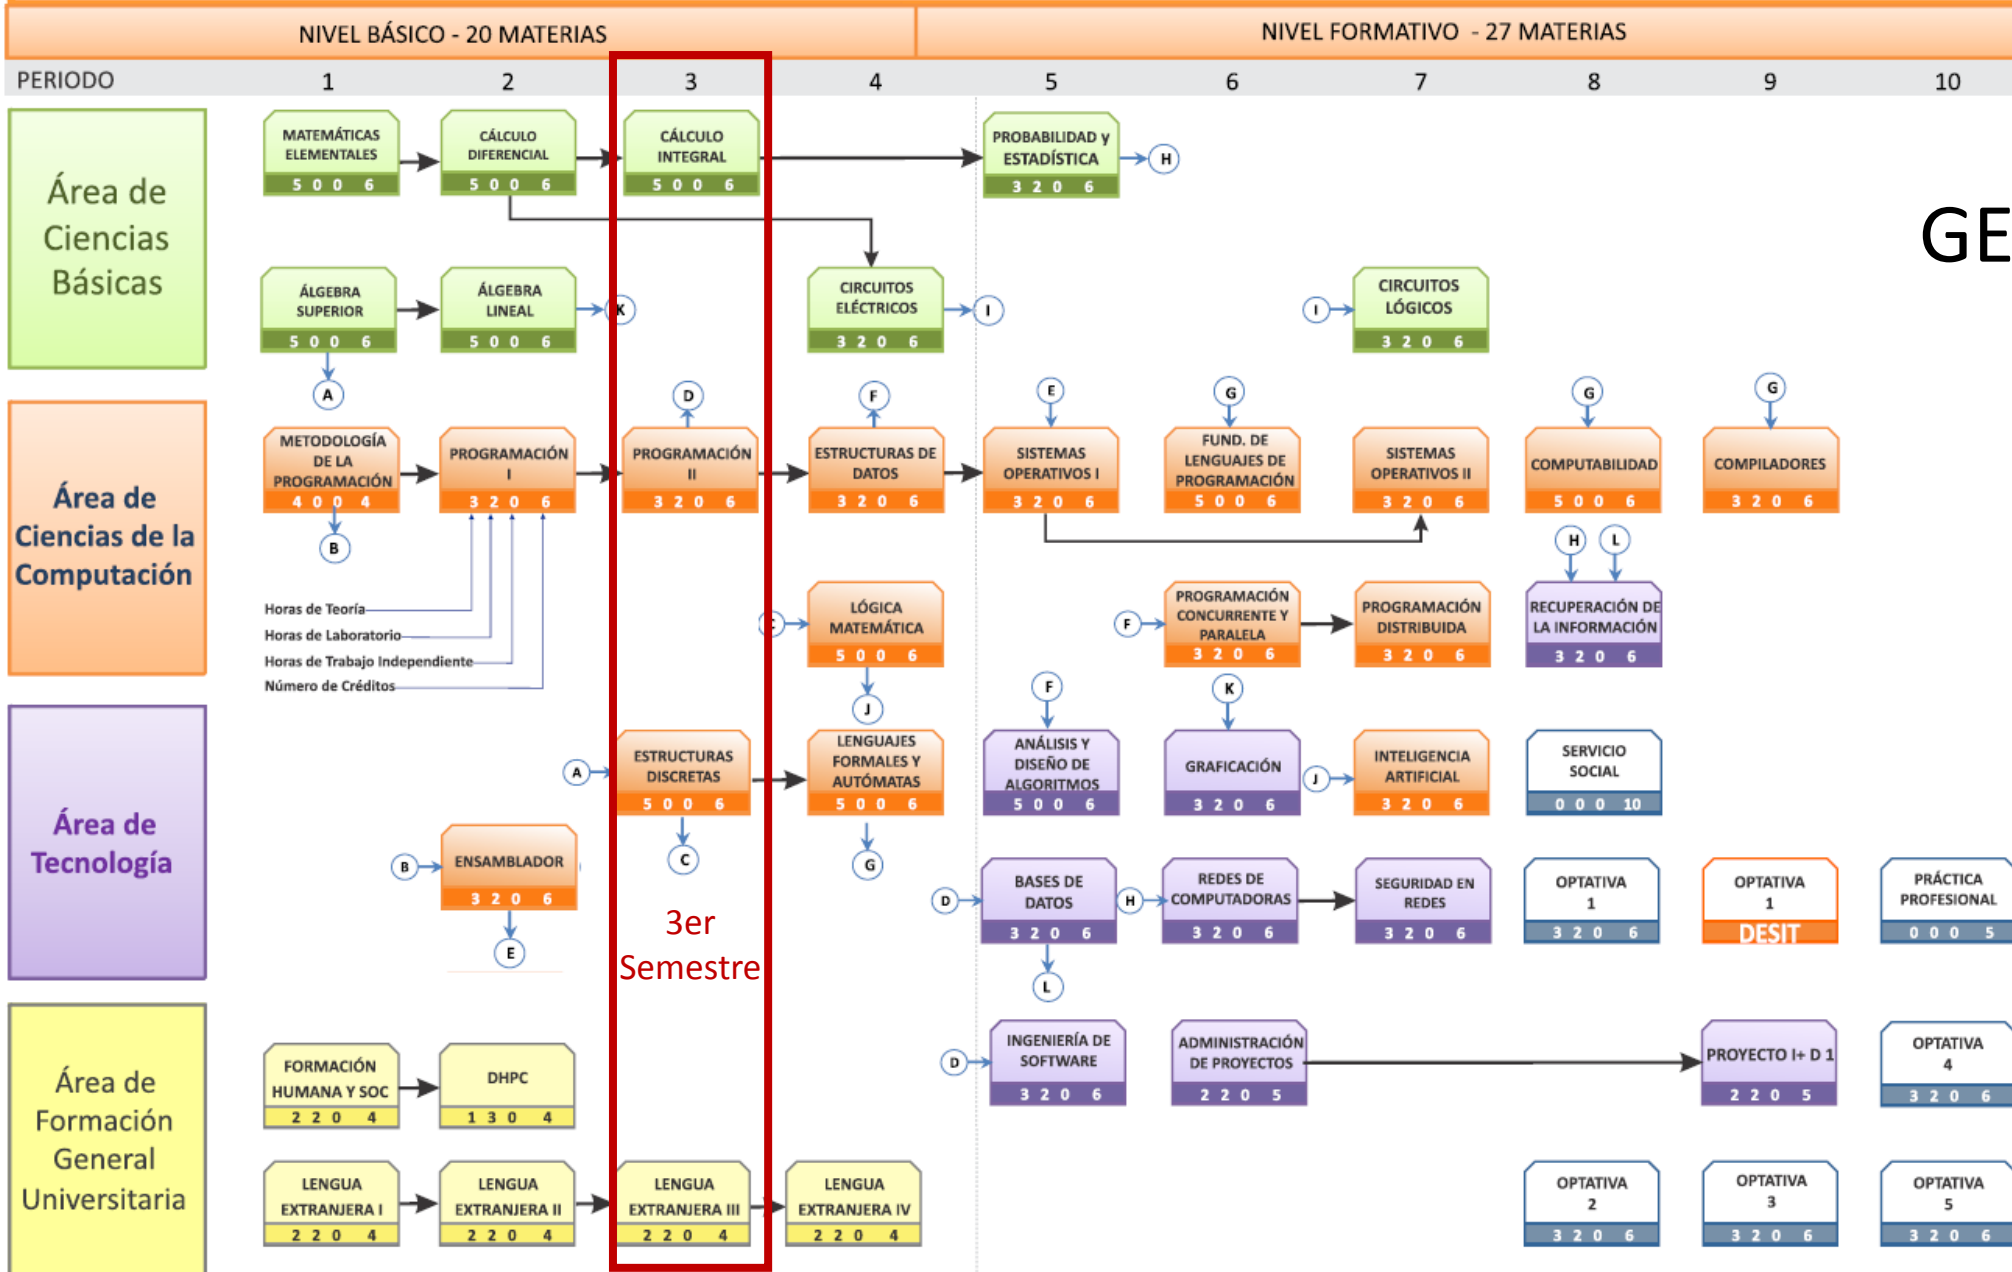 NIVEL BÁSICO - 20 MATERIAS
NIVEL FORMATIVO - 27 MATERIAS
PERIODO 1 2 3 4 5 6 7 8 9 10
Área de
Ciencias
Básicas
MATEMÁTICAS
ELEMENTALES
5 0 0 6
CÁLCULO
DIFERENCIAL
5 0 0 6
CÁLCULO
INTEGRAL
5 0 0 6
PROBABILIDAD y
ESTADÍSTICA
3 2 0 6
H
GE
ÁLGEBRA
SUPERIOR
5 0 0 6
A
ÁLGEBRA
LINEAL
5 0 0 6
K
CIRCUITOS
ELÉCTRICOS
3 2 0 6
I
I
CIRCUITOS
LÓGICOS
3 2 0 6
Área de
Ciencias de la
Computación
METODOLOGÍA
DE LA
PROGRAMACIÓN
4 0 0 4
B
PROGRAMACIÓN
I
3 2 0 6
D
PROGRAMACIÓN
II
3 2 0 6
F
ESTRUCTURAS DE
DATOS
3 2 0 6
E
SISTEMAS
OPERATIVOS I
3 2 0 6
G
FUND. DE
LENGUAJES DE
PROGRAMACIÓN
5 0 0 6
SISTEMAS
OPERATIVOS II
3 2 0 6
G
COMPUTABILIDAD
5 0 0 6
G
COMPILADORES
3 2 0 6
Horas de Teoría
Horas de Laboratorio
Horas de Trabajo Independiente
Número de Créditos
C
LÓGICA
MATEMÁTICA
5 0 0 6
J
F
PROGRAMACIÓN
CONCURRENTE Y
PARALELA
3 2 0 6
PROGRAMACIÓN
DISTRIBUIDA
3 2 0 6
H L
RECUPERACIÓN DE
LA INFORMACIÓN
3 2 0 6
Área de
Tecnología
A
ESTRUCTURAS
DISCRETAS
5 0 0 6
C
LENGUAJES
FORMALES Y
AUTÓMATAS
5 0 0 6
G
F
ANÁLISIS Y
DISEÑO DE
ALGORITMOS
5 0 0 6
K
GRAFICACIÓN
3 2 0 6
J
INTELIGENCIA
ARTIFICIAL
3 2 0 6
SERVICIO
SOCIAL
0 0 0 10
B
ENSAMBLADOR
3 2 0 6
E
3er
Semestre
D
BASES DE
DATOS
3 2 0 6
L
H
REDES DE
COMPUTADORAS
3 2 0 6
SEGURIDAD EN
REDES
3 2 0 6
OPTATIVA
1
3 2 0 6
OPTATIVA
1
DESIT
PRÁCTICA
PROFESIONAL
0 0 0 5
Área de
Formación
General
Universitaria
FORMACIÓN
HUMANA Y SOC
2 2 0 4
DHPC
1 3 0 4
D
INGENIERÍA DE
SOFTWARE
3 2 0 6
ADMINISTRACIÓN
DE PROYECTOS
2 2 0 5
PROYECTO I+ D 1
2 2 0 5
OPTATIVA
4
3 2 0 6
LENGUA
EXTRANJERA I
2 2 0 4
LENGUA
EXTRANJERA II
2 2 0 4
LENGUA
EXTRANJERA III
2 2 0 4
LENGUA
EXTRANJERA IV
2 2 0 4
OPTATIVA
2
3 2 0 6
OPTATIVA
3
3 2 0 6
OPTATIVA
5
3 2 0 6